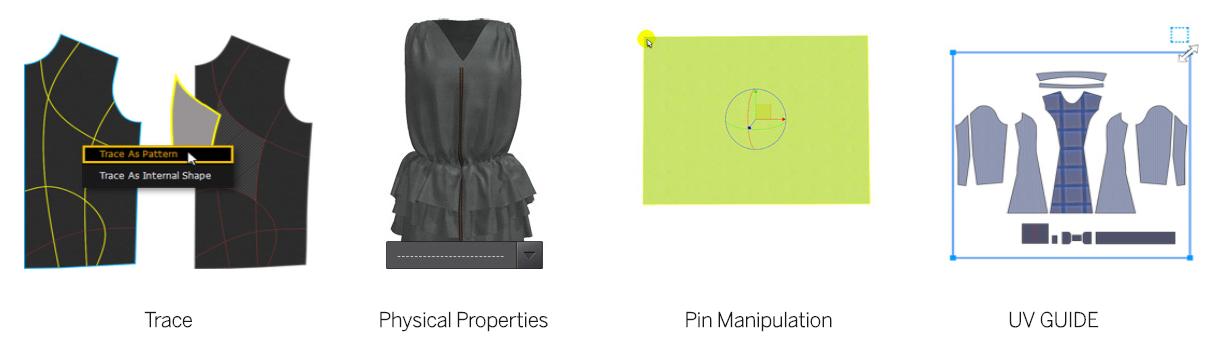 Trace As Pattern
Trace As Internal Shape
Trace
Physical Properties
Pin Manipulation
UV GUIDE